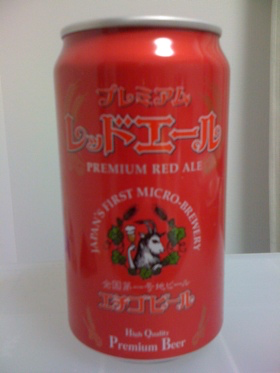 プレミアム
レッドエール
PREMIUM RED ALE
JAPAN'S FIRST MICRO-BREWERY
全国第一号地ビール
エチゴビール
High Quality
Premium Beer